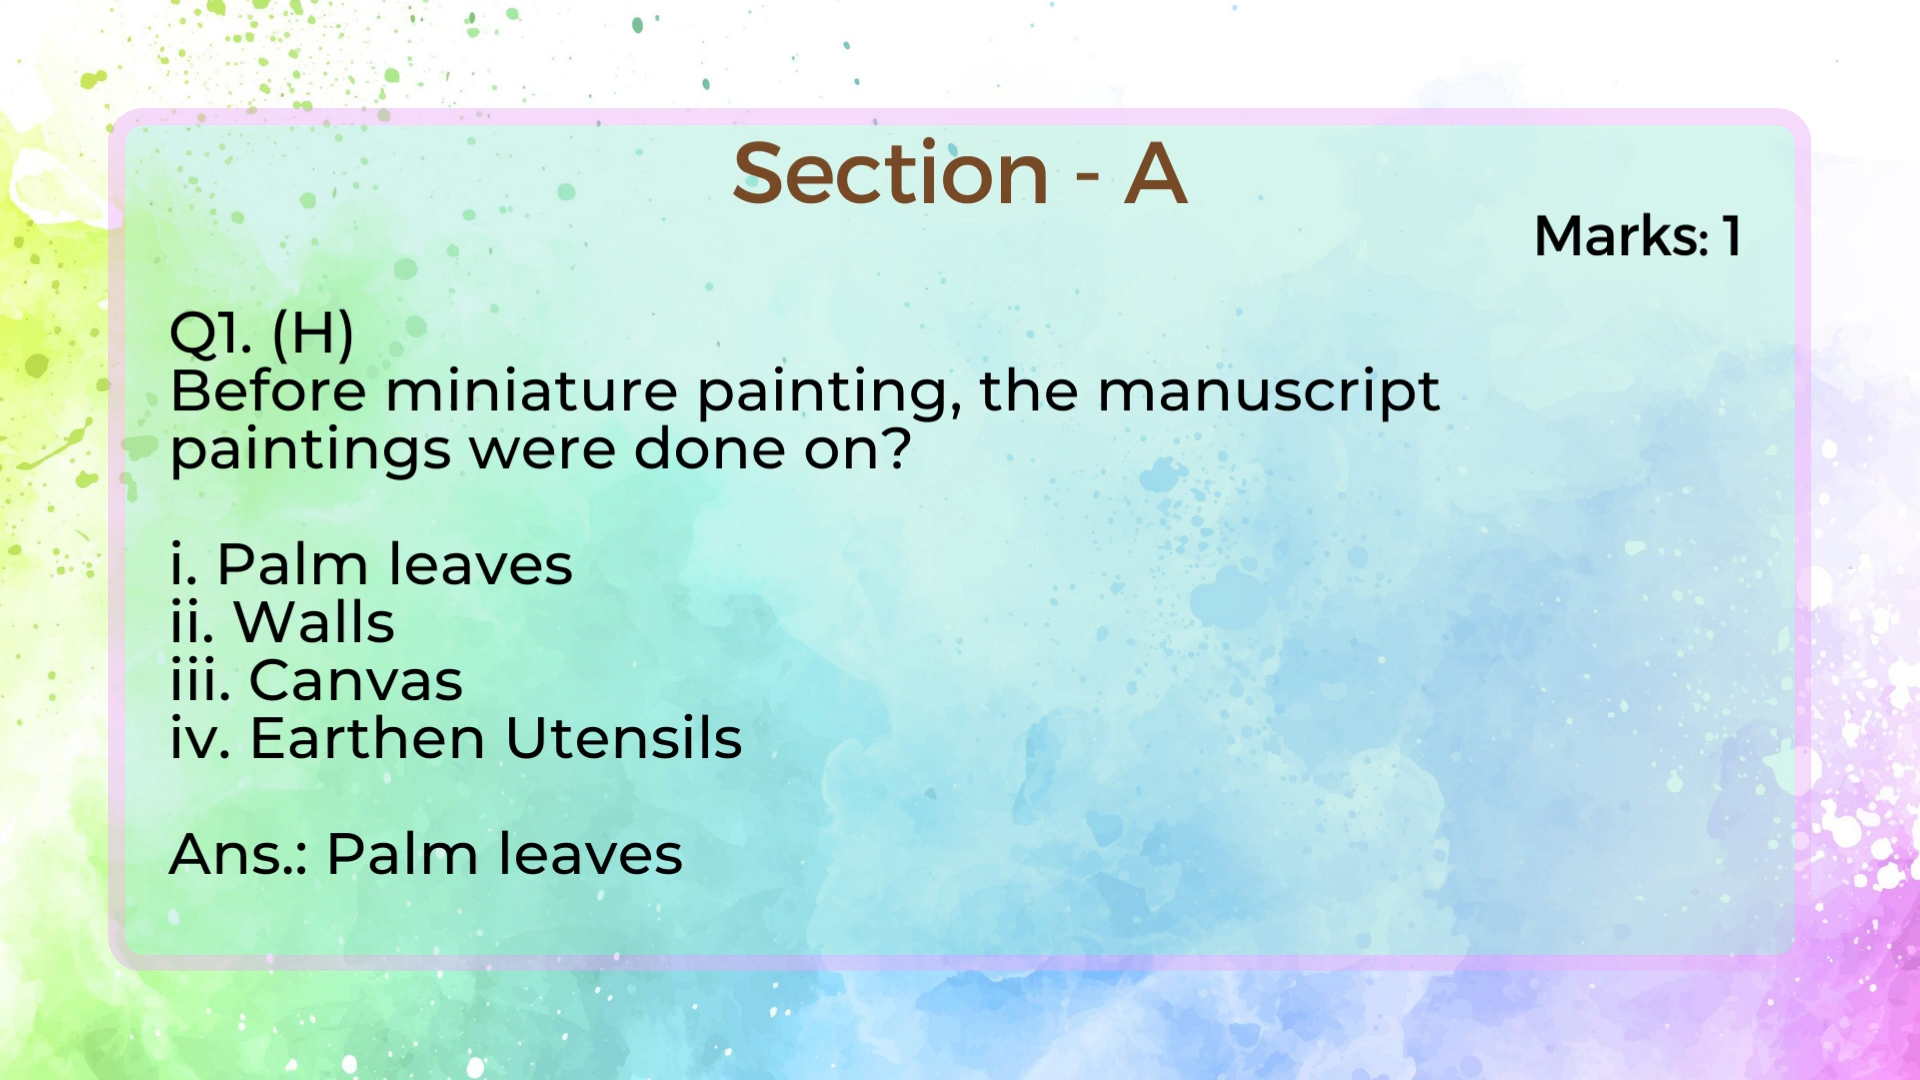 Section - A
Marks: 1
Q1. (H)
Before miniature painting, the manuscript
paintings were done on?
i. Palm leaves
ii. Walls
iii. Canvas
iv. Earthen Utensils
Ans.: Palm leaves